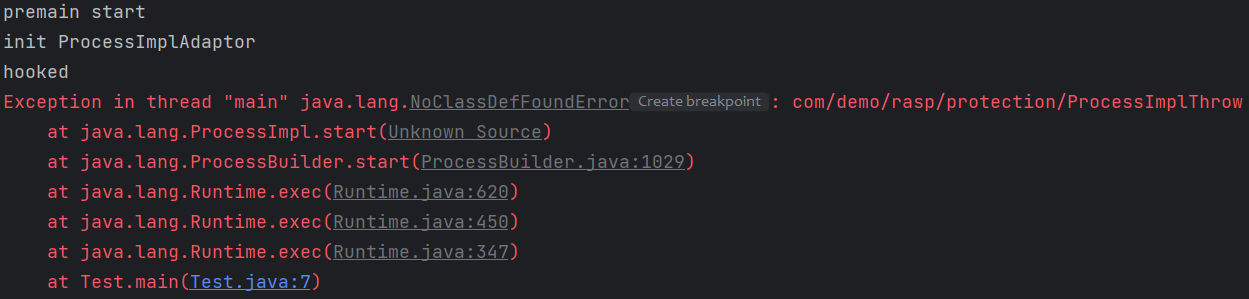 premain start
init ProcessImplAdaptor
hooked
Exception in thread "main" java.lang.NoClassDefFoundError Create breakpoint : com/demo/rasp/protection/ProcessImplThrow
    at java.lang.ProcessImpl.start(Unknown Source)
    at java.lang.ProcessBuilder.start(ProcessBuilder.java:1029)
    at java.lang.Runtime.exec(Runtime.java:620)
    at java.lang.Runtime.exec(Runtime.java:450)
    at java.lang.Runtime.exec(Runtime.java:347)
    at Test.main(Test.java:7)